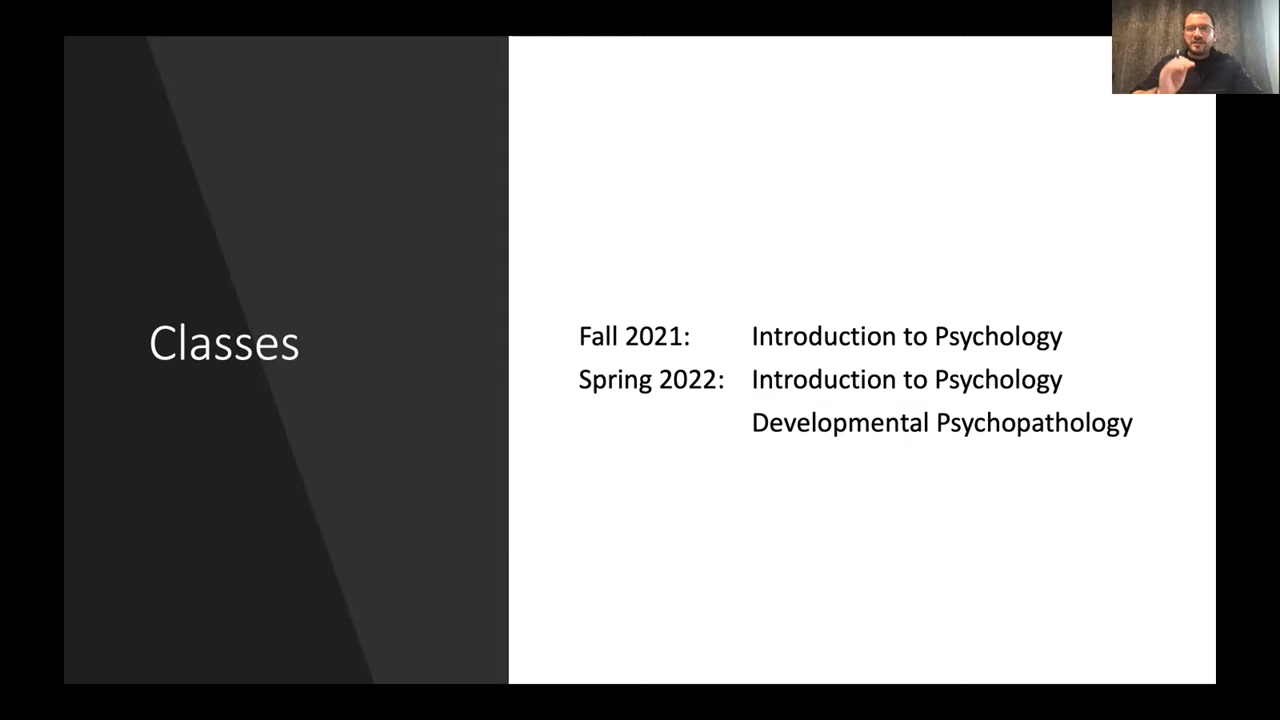 Classes
Fall 2021: Introduction to Psychology
Spring 2022: Introduction to Psychology
Developmental Psychopathology